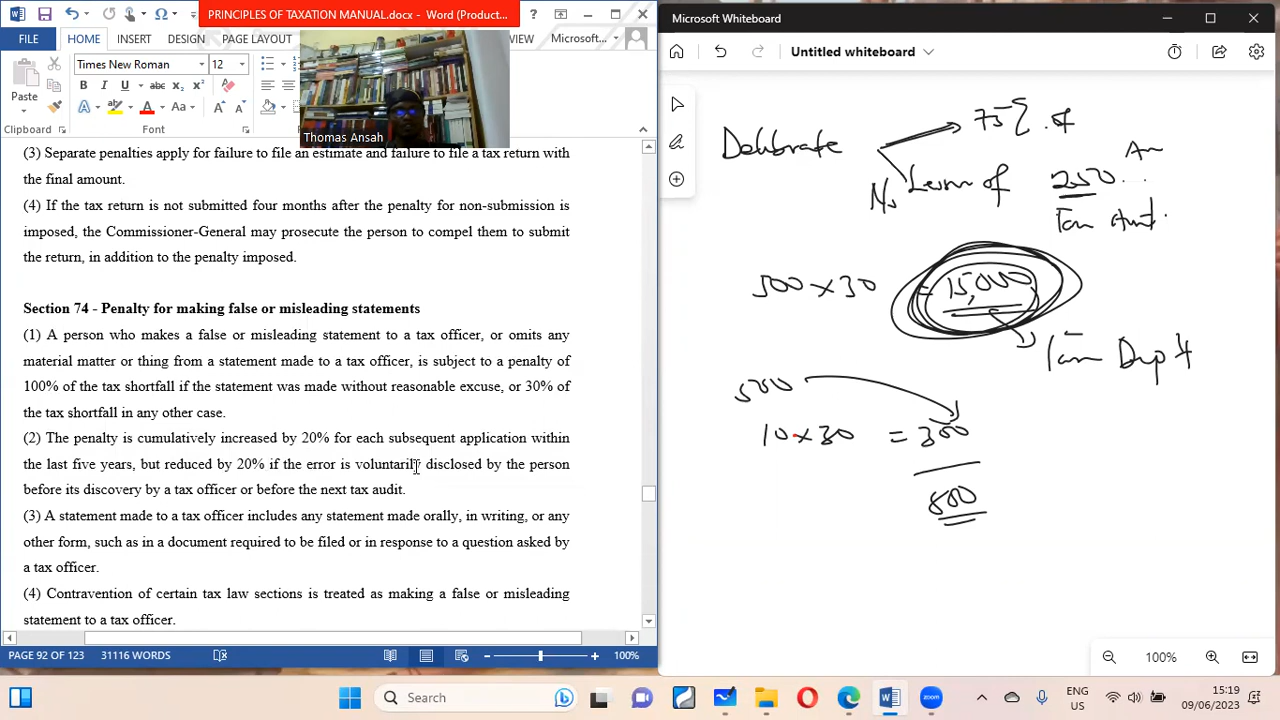 PRINCIPLES OF TAXATION MANUAL.docx - Word (Product...
FILE HOME INSERT DESIGN PAGE LAYOUT VIEW Microsoft...
Paste
Times New Roman 12
Clipboard Font
Thomas Ansah
(3) Separate penalties apply for failure to file an estimate and failure to file a tax return with
the final amount.
(4) If the tax return is not submitted four months after the penalty for non-submission is
imposed, the Commissioner-General may prosecute the person to compel them to submit
the return, in addition to the penalty imposed.
Section 74 - Penalty for making false or misleading statements
(1) A person who makes a false or misleading statement to a tax officer, or omits any
material matter or thing from a statement made to a tax officer, is subject to a penalty of
100% of the tax shortfall if the statement was made without reasonable excuse, or 30% of
the tax shortfall in any other case.
(2) The penalty is cumulatively increased by 20% for each subsequent application within
the last five years, but reduced by 20% if the error is voluntarily disclosed by the person
before its discovery by a tax officer or before the next tax audit.
(3) A statement made to a tax officer includes any statement made orally, in writing, or any
other form, such as in a document required to be filed or in response to a question asked by
a tax officer.
(4) Contravention of certain tax law sections is treated as making a false or misleading
statement to a tax officer.
PAGE 92 OF 123 31116 WORDS 100%
Microsoft Whiteboard
Untitled whiteboard
Deliberate
of
of 250
500 x 30 = 15,000
500
10 x 30 = 300
800
100%
Search
ENG
US
15:19
09/06/2023